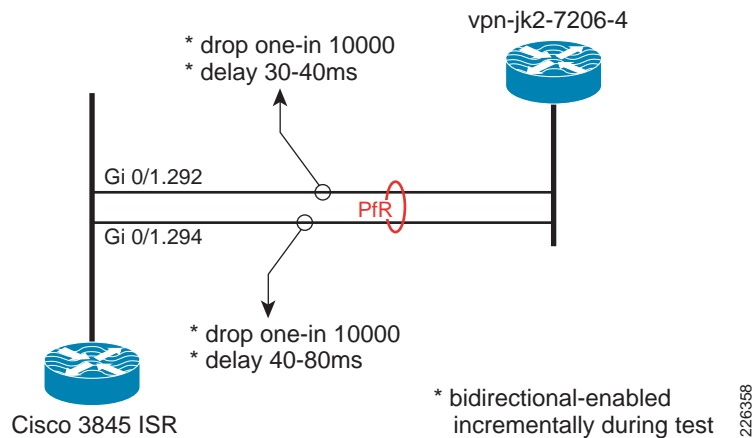 vpn-jk2-7206-4
* drop one-in 10000
* delay 30-40ms
Gi 0/1.292
PfR
Gi 0/1.294
* drop one-in 10000
* delay 40-80ms
Cisco 3845 ISR
* bidirectional-enabled
incrementally during test
226358